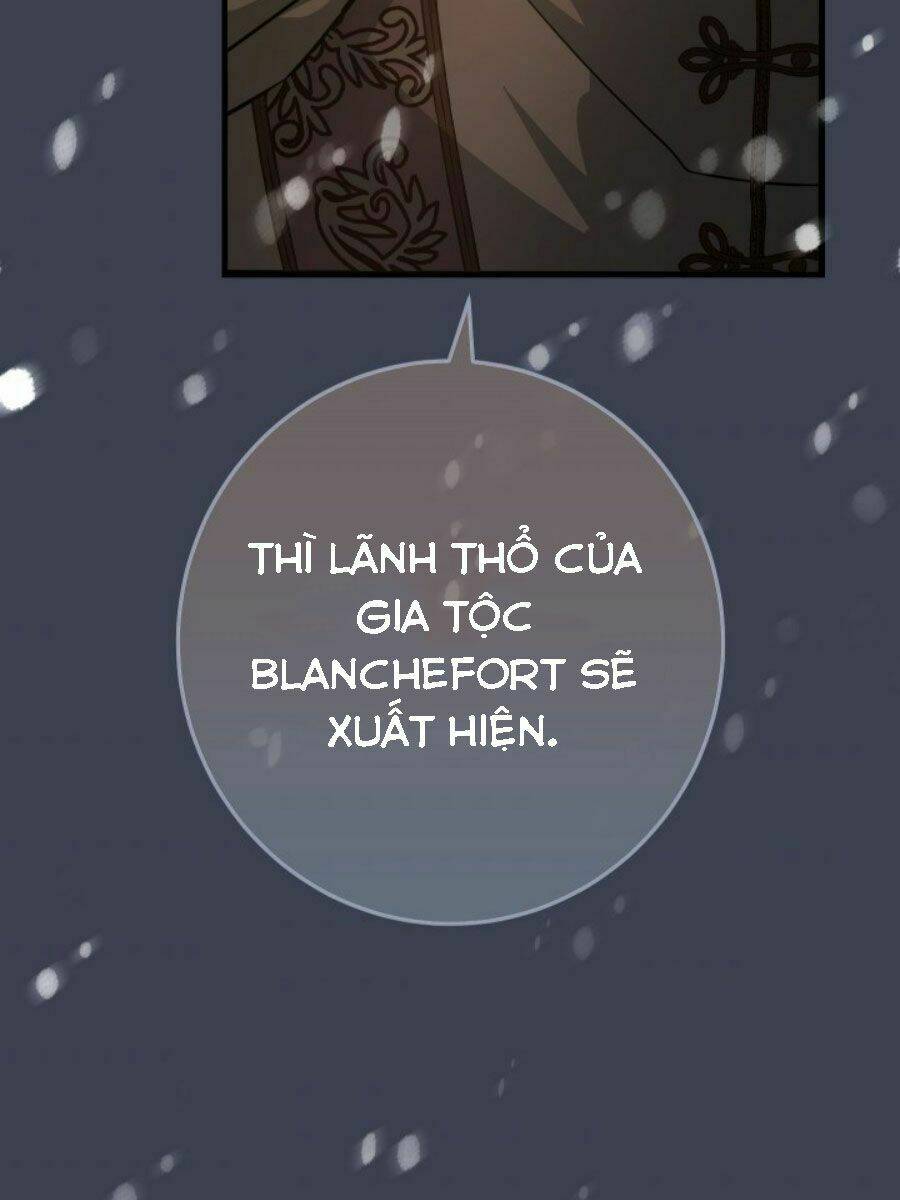 THÌ LÃNH THỔ CỦA
GIA TỘC
BLANCHEFORT SẼ
XUẤT HIỆN.